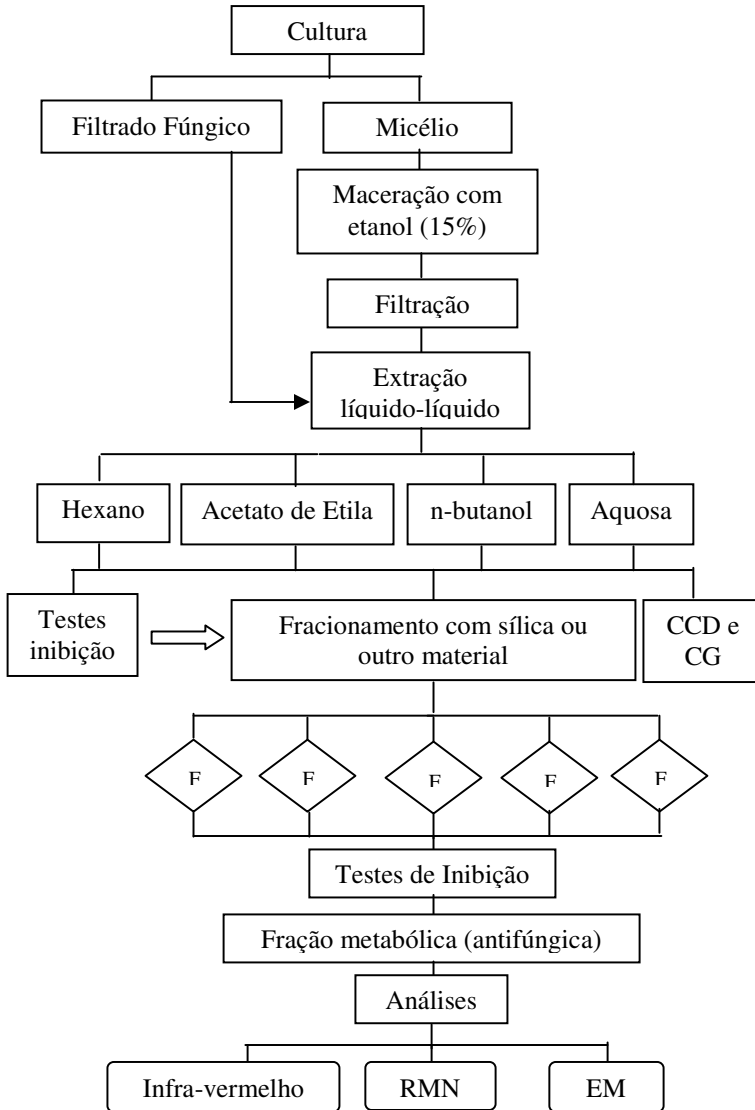 Cultura
Filtrado Fúngico
Micélio
Maceração com
etanol (15%)
Filtração
Extração
líquido-líquido
Hexano
Acetato de Etila
n-butanol
Aquosa
Testes
inibição
Fracionamento com sílica ou
outro material
CCD e
CG
F
F
F
F
F
Testes de Inibição
Fração metabólica (antifúngica)
Análises
Infra-vermelho
RMN
EM